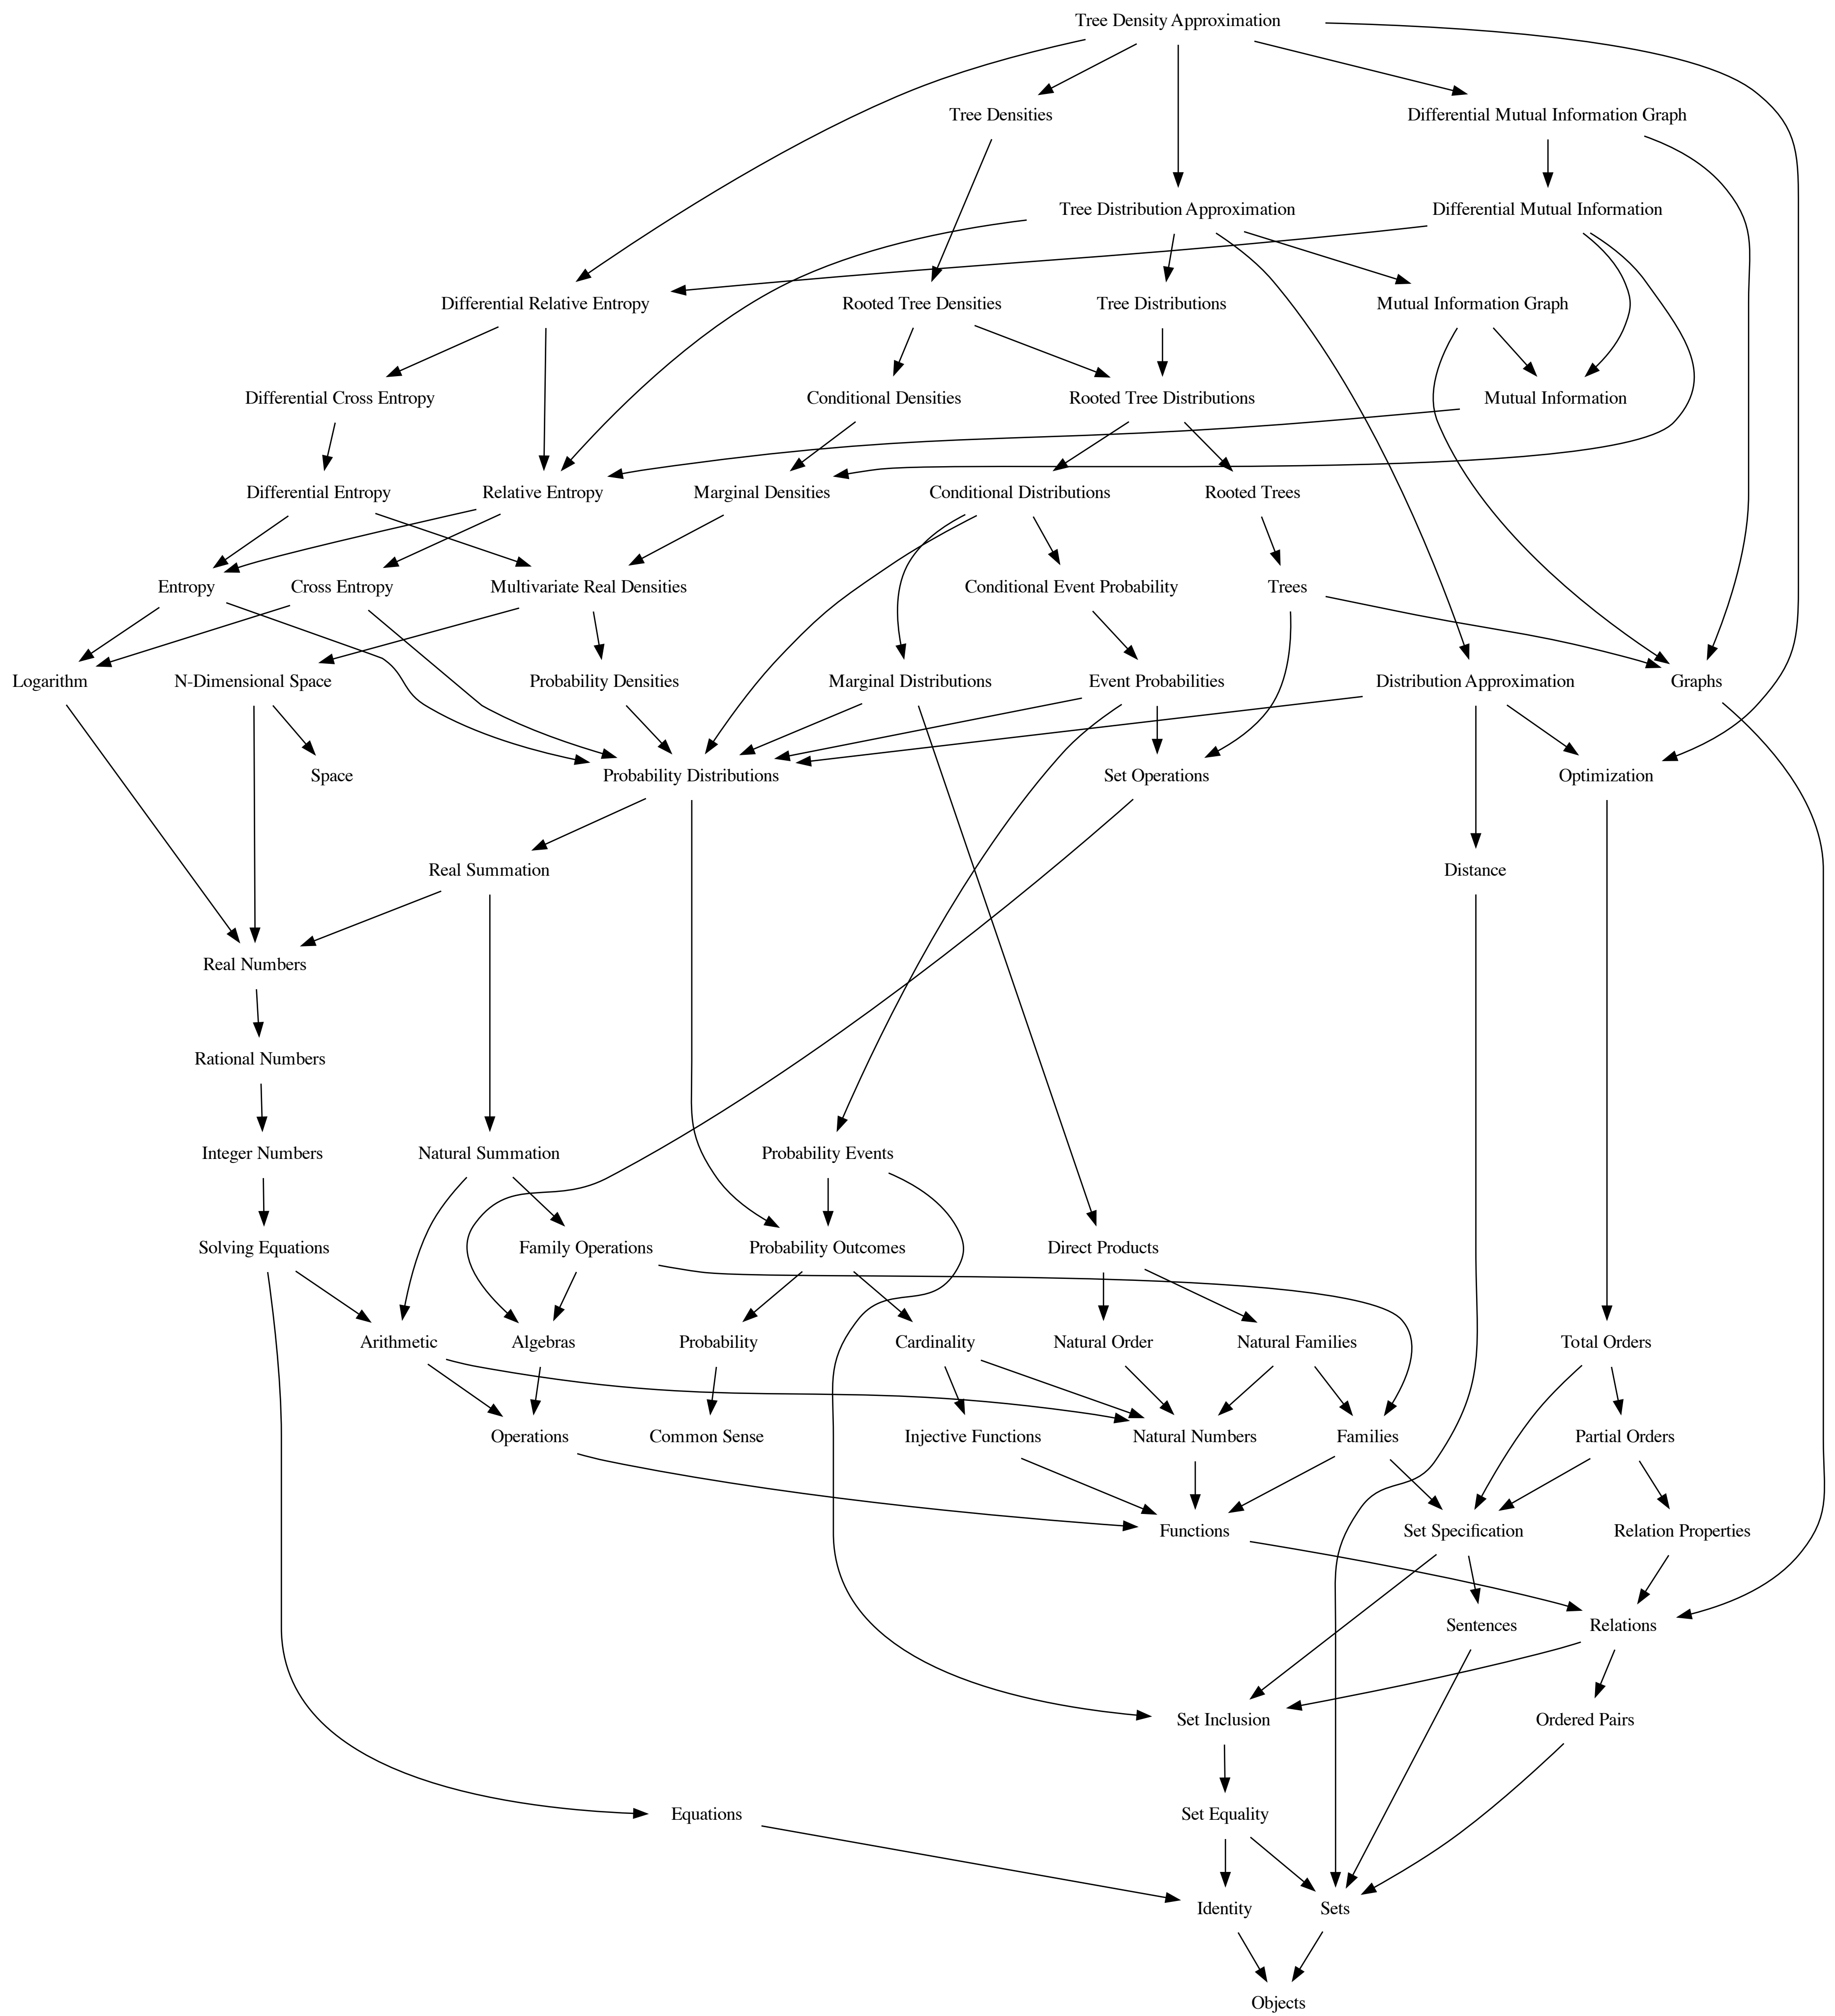 Tree Density Approximation
Tree Densities
Differential Mutual Information Graph
Tree Distribution Approximation
Differential Mutual Information
Differential Relative Entropy
Rooted Tree Densities
Tree Distributions
Mutual Information Graph
Differential Cross Entropy
Conditional Densities
Rooted Tree Distributions
Mutual Information
Differential Entropy
Relative Entropy
Marginal Densities
Conditional Distributions
Rooted Trees
Entropy
Cross Entropy
Multivariate Real Densities
Conditional Event Probability
Trees
Logarithm
N-Dimensional Space
Probability Densities
Marginal Distributions
Event Probabilities
Distribution Approximation
Graphs
Space
Probability Distributions
Set Operations
Optimization
Real Summation
Distance
Real Numbers
Rational Numbers
Integer Numbers
Natural Summation
Probability Events
Solving Equations
Family Operations
Probability Outcomes
Direct Products
Arithmetic
Algebras
Probability
Cardinality
Natural Order
Natural Families
Total Orders
Operations
Common Sense
Injective Functions
Natural Numbers
Families
Partial Orders
Functions
Set Specification
Relation Properties
Sentences
Relations
Set Inclusion
Ordered Pairs
Equations
Set Equality
Identity
Sets
Objects